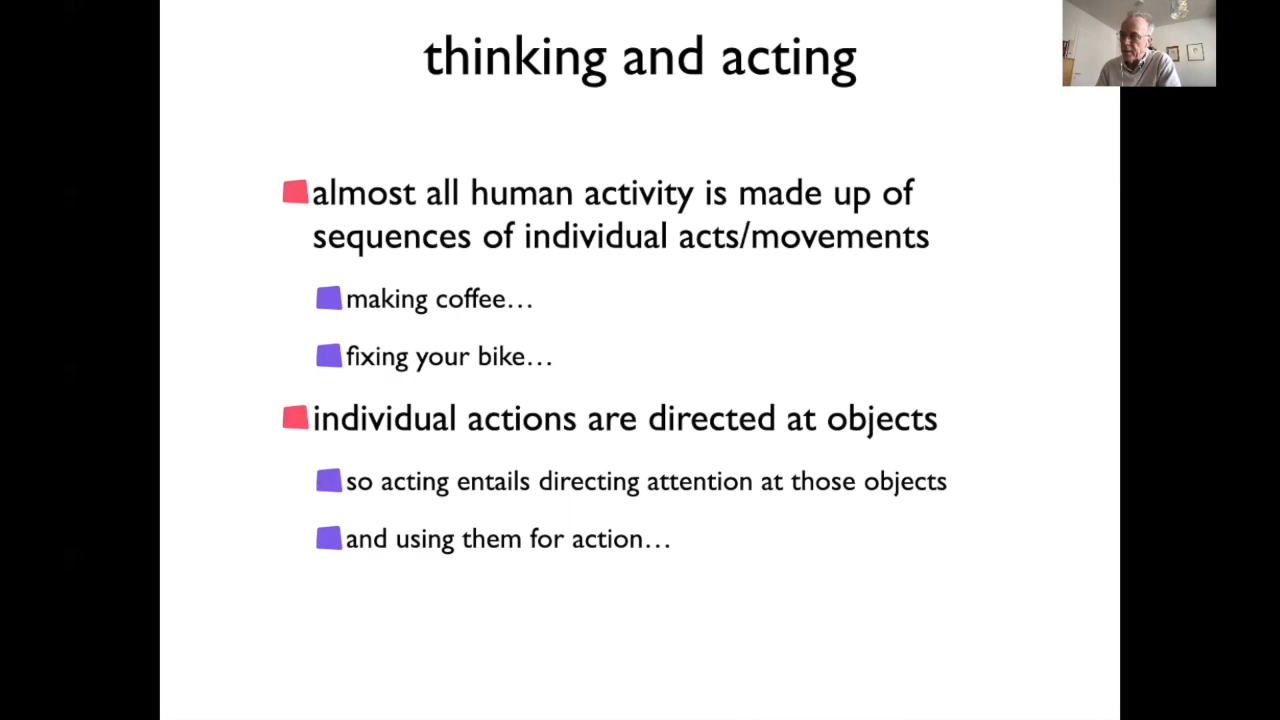 thinking and acting
almost all human activity is made up of
sequences of individual acts/movements
making coffee…
fixing your bike…
individual actions are directed at objects
so acting entails directing attention at those objects
and using them for action…